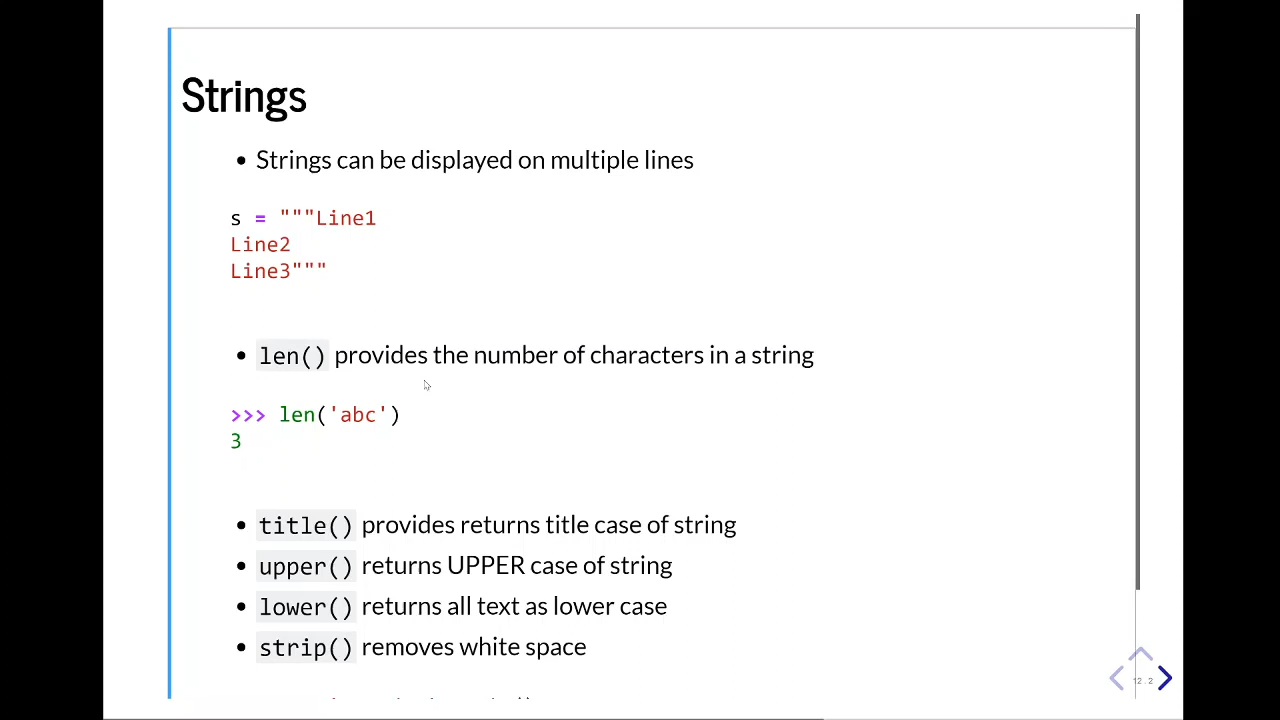 Strings
• Strings can be displayed on multiple lines
s = """Line1
Line2
Line3"""
• len() provides the number of characters in a string
>>> len('abc')
3
• title() provides returns title case of string
• upper() returns UPPER case of string
• lower() returns all text as lower case
• strip() removes white space
12.2